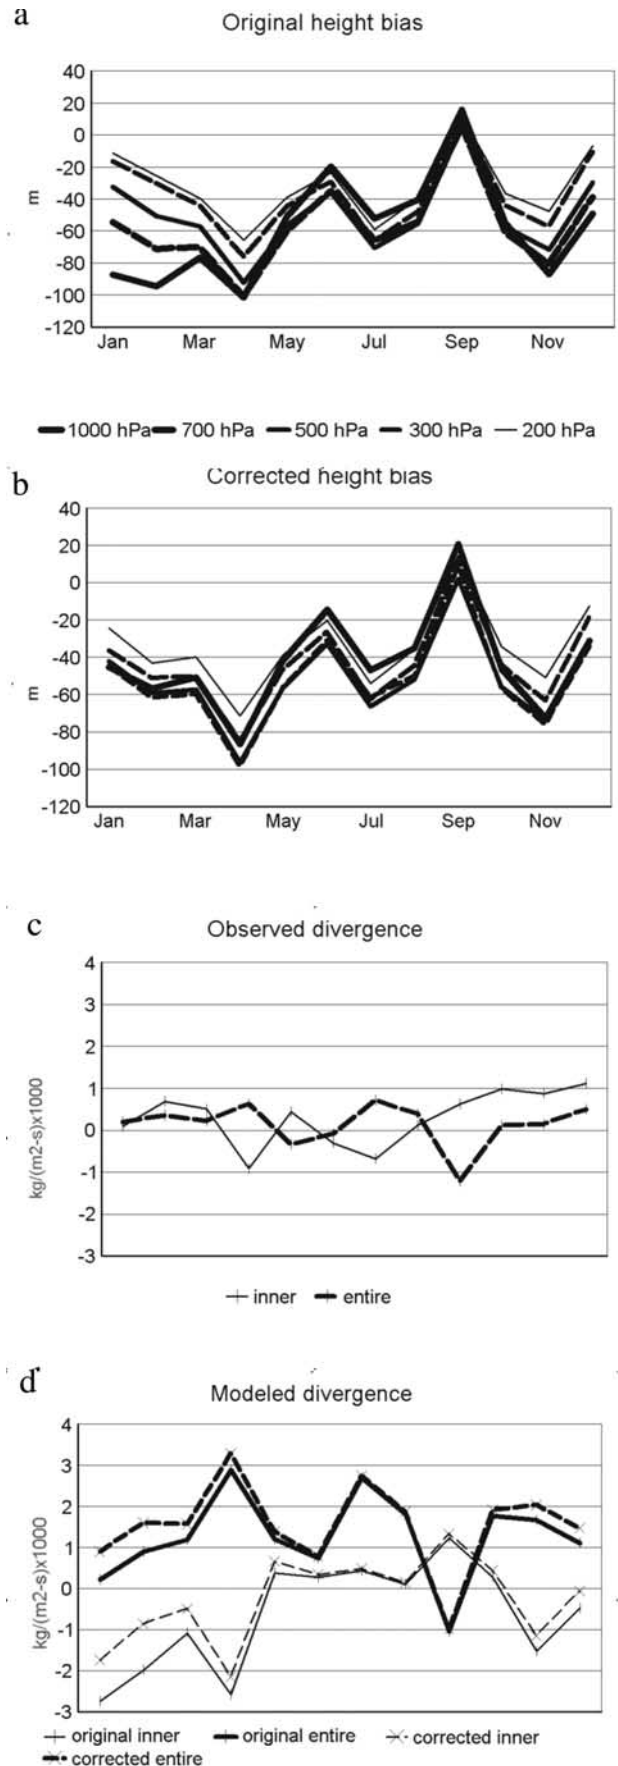 a
Original height bias
40
20
0
-20
-40
-60
-80
-100
-120
m
Jan Mar May Jul Sep Nov
1000 hPa 700 hPa 500 hPa 300 hPa 200 hPa
b
Corrected height bias
40
20
0
-20
-40
-60
-80
-100
-120
m
Jan Mar May Jul Sep Nov
c
Observed divergence
4
3
2
1
0
-1
-2
-3
kg/(m2-s)x1000
inner entire
d
Modeled divergence
4
3
2
1
0
-1
-2
-3
kg/(m2-s)x1000
original inner original entire corrected inner
corrected entire